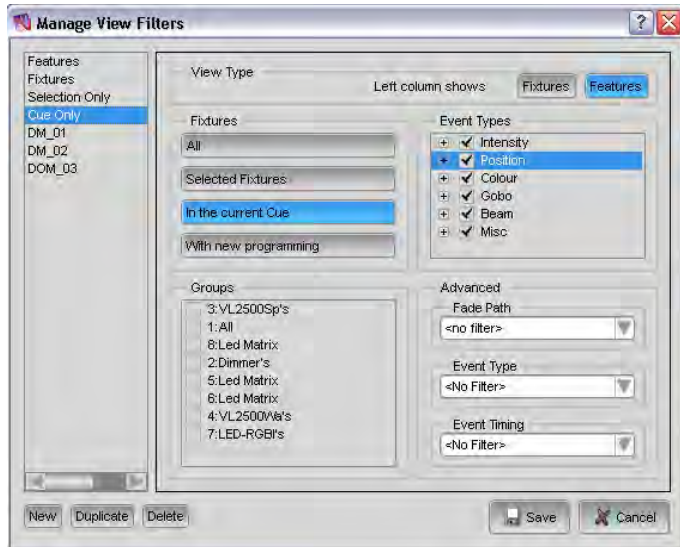 Manage View Filters
Features
Fixtures
Selection Only
Cue Only
DM_01
DM_02
DOM_03
View Type
Left column shows
Fixtures
Features
Fixtures
All
Selected Fixtures
In the current Cue
With new programming
Event Types
Intensity
Position
Colour
Gobo
Beam
Misc
Groups
3:VL2500Sp's
1:All
8:Led Matrix
2:Dimmer's
5:Led Matrix
6:Led Matrix
4:VL2500Wa's
7:LED-RGBI's
Advanced
Fade Path
<no filter>
Event Type
<No Filter>
Event Timing
<No Filter>
New
Duplicate
Delete
Save
Cancel